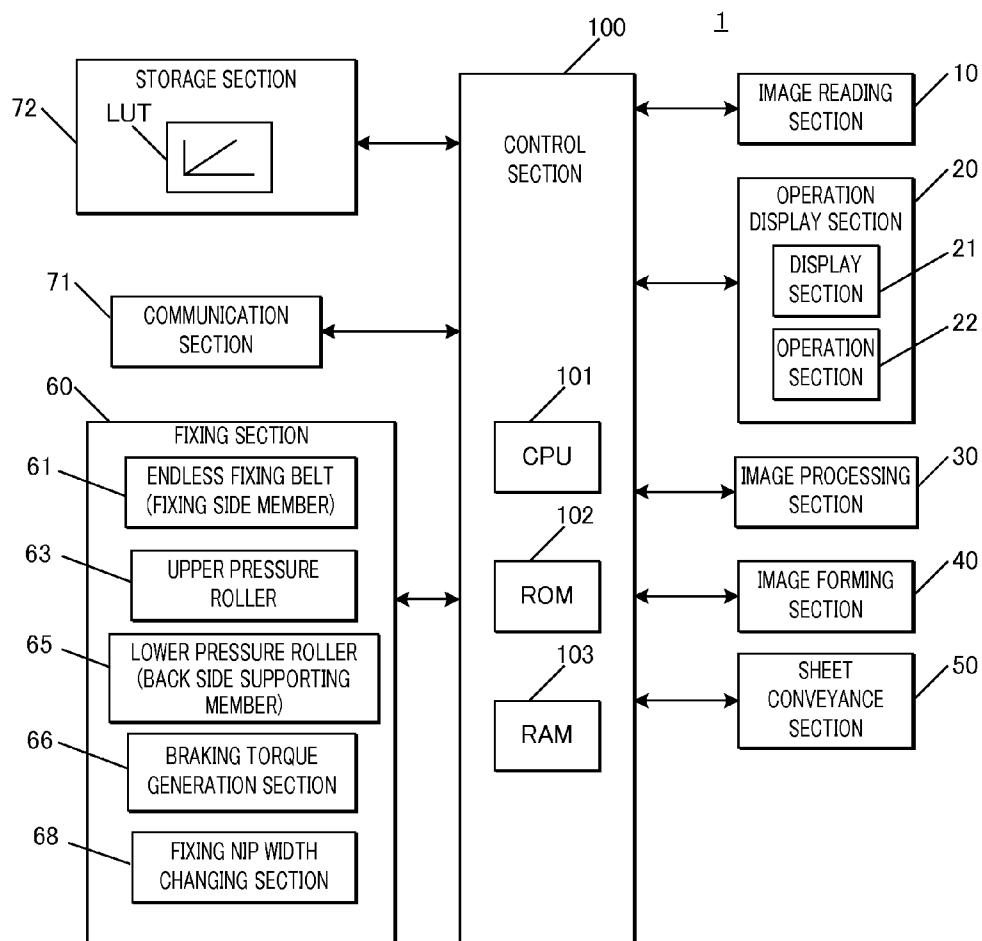 1
100
STORAGE SECTION
LUT
72
CONTROL
SECTION
IMAGE READING
SECTION
10
OPERATION
DISPLAY SECTION
20
DISPLAY
SECTION
21
OPERATION
SECTION
22
71
COMMUNICATION
SECTION
60
FIXING SECTION
61
ENDLESS FIXING BELT
(FIXING SIDE MEMBER)
63
UPPER PRESSURE
ROLLER
65
LOWER PRESSURE ROLLER
(BACK SIDE SUPPORTING
MEMBER)
66
BRAKING TORQUE
GENERATION SECTION
68
FIXING NIP WIDTH
CHANGING SECTION
101
CPU
102
ROM
103
RAM
IMAGE PROCESSING
SECTION
30
IMAGE FORMING
SECTION
40
SHEET
CONVEYANCE
SECTION
50